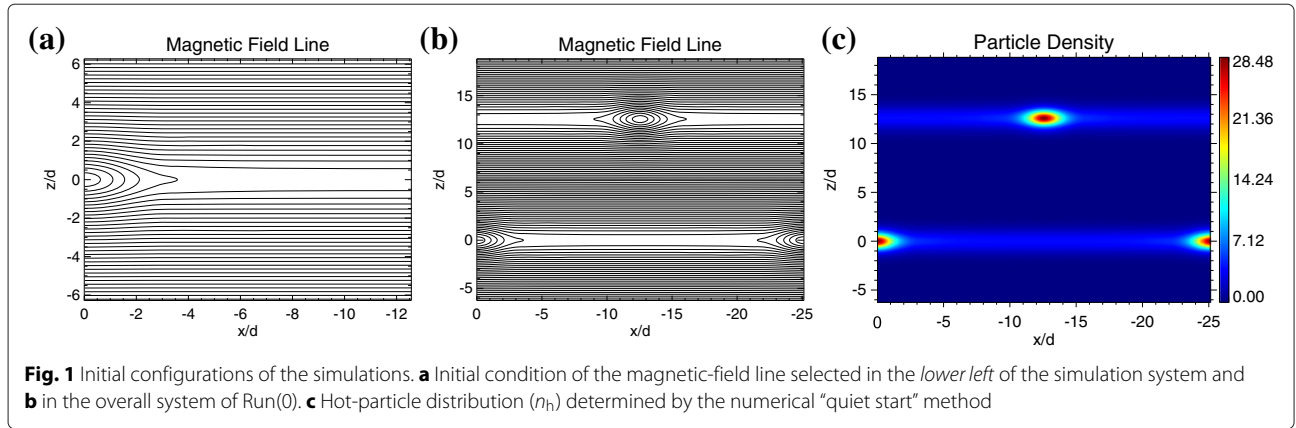 (a)
Magnetic Field Line
6
4
2
0
-2
-4
-6
z/d
0 -2 -4 -6 -8 -10 -12
x/d
(b)
Magnetic Field Line
15
10
5
0
-5
z/d
0 -5 -10 -15 -20 -25
x/d
(c)
Particle Density
15
10
5
0
-5
z/d
0 -5 -10 -15 -20 -25
x/d
28.48
21.36
14.24
7.12
0.00
Fig. 1 Initial configurations of the simulations. a Initial condition of the magnetic-field line selected in the lower left of the simulation system and
b in the overall system of Run(0). c Hot-particle distribution (nh) determined by the numerical “quiet start” method